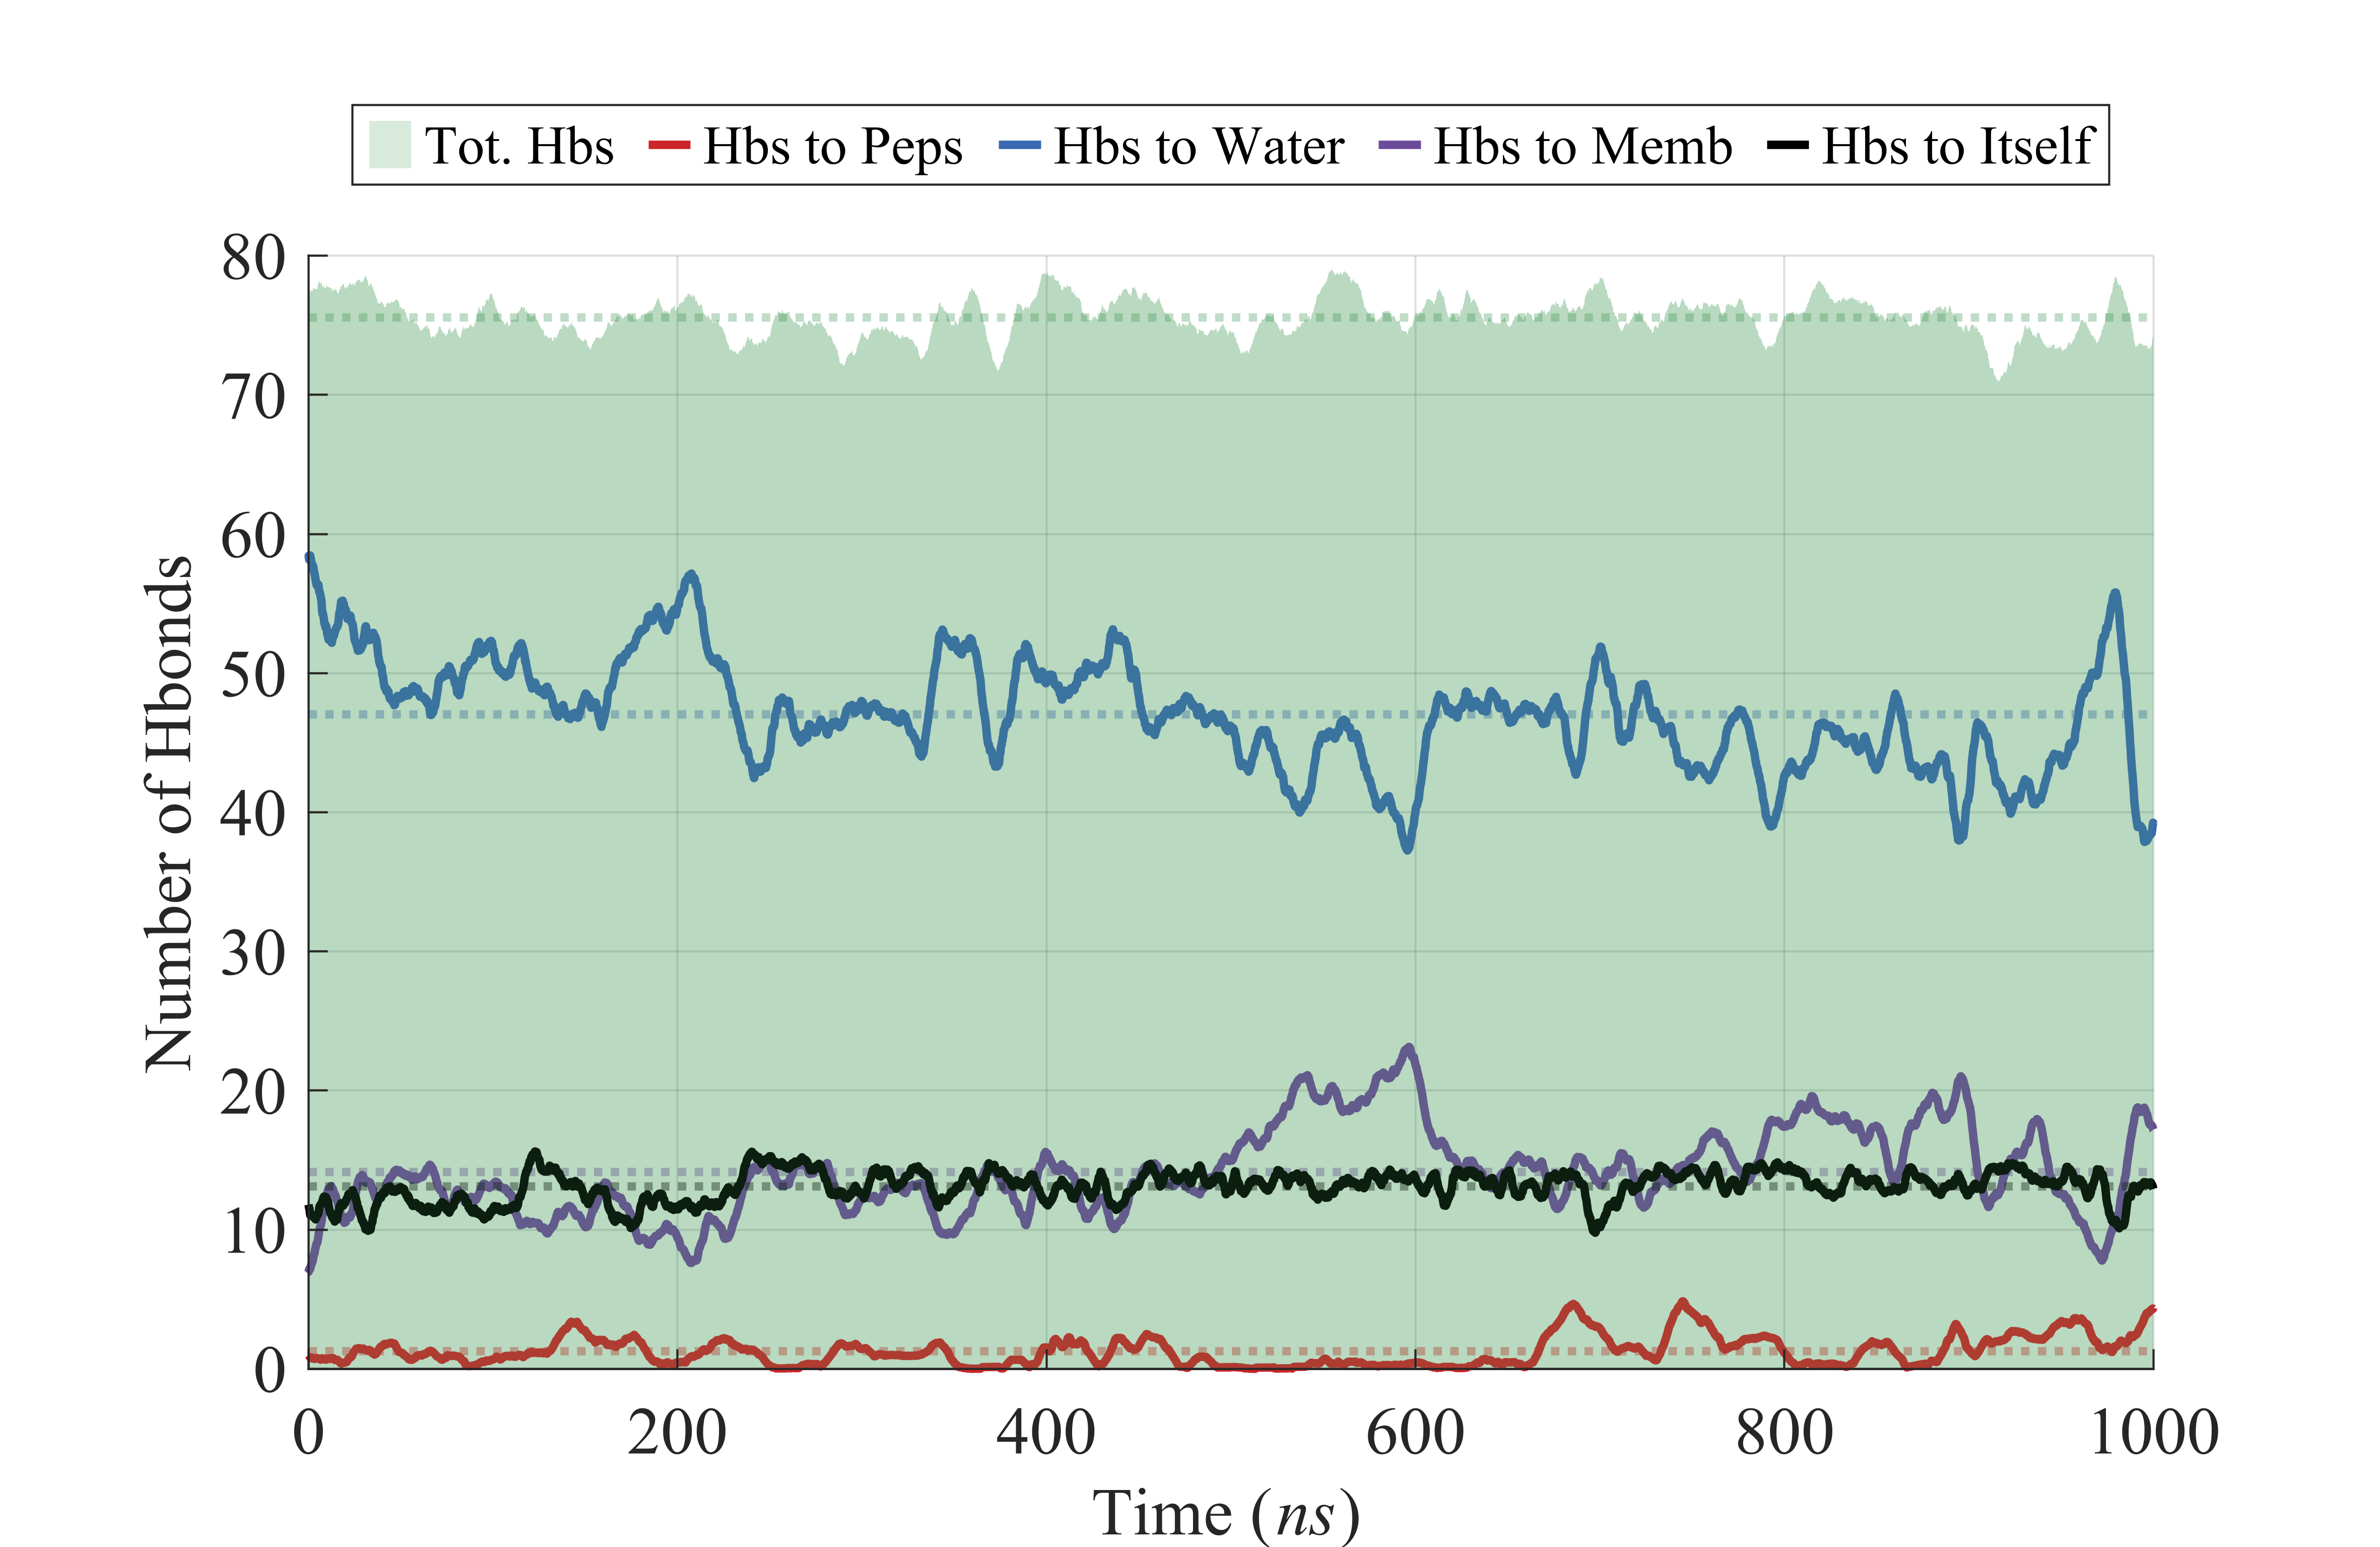 Tot. Hbs Hbs to Peps Hbs to Water Hbs to Memb Hbs to Itself
80
70
60
50
40
30
20
10
0
Number of Hbonds
0 200 400 600 800 1000
Time (ns)